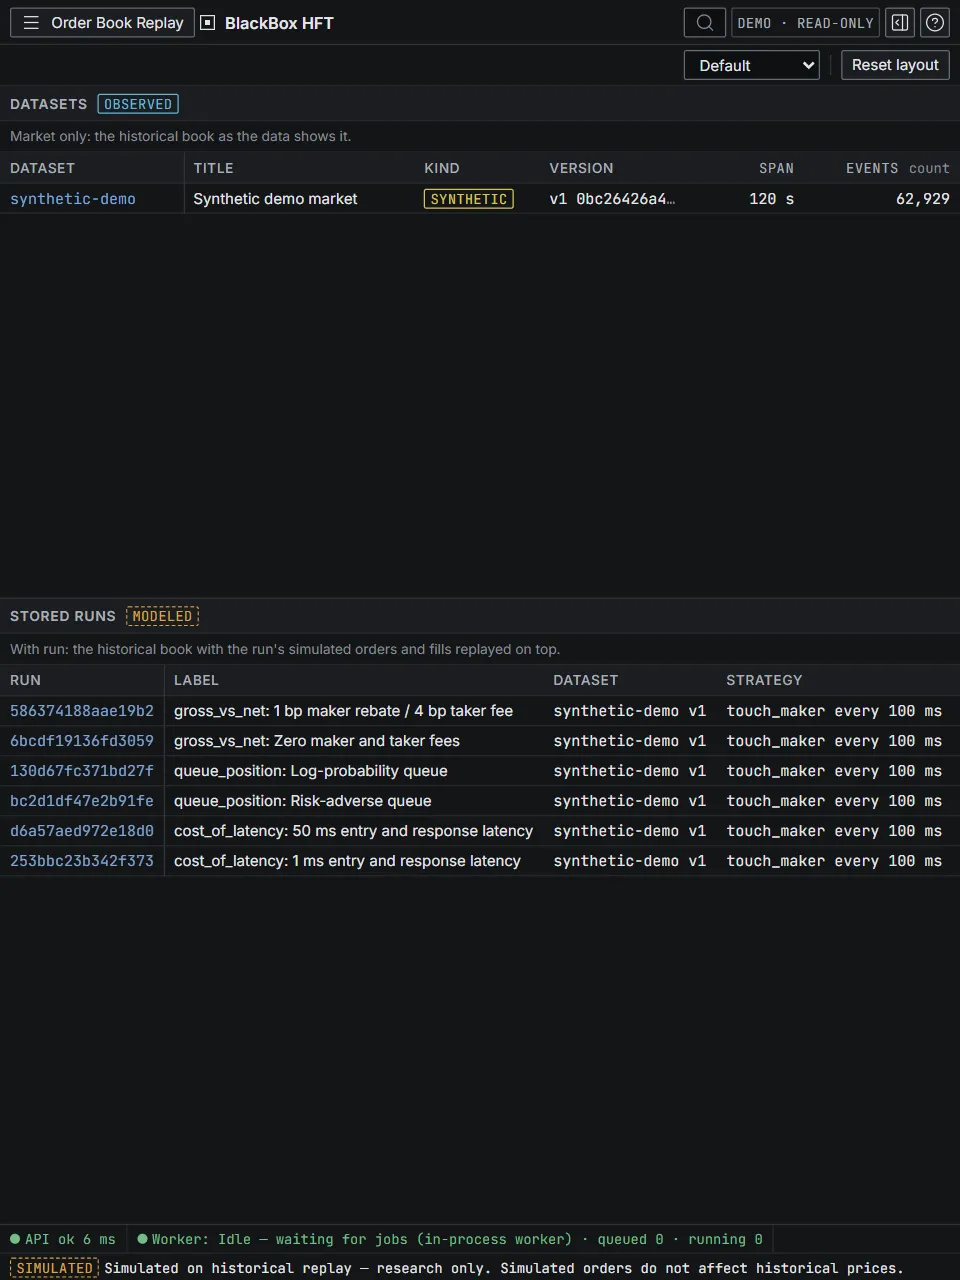 Order Book Replay BlackBox HFT DEMO · READ-ONLY
Default Reset layout
DATASETS OBSERVED
Market only: the historical book as the data shows it.
DATASET TITLE KIND VERSION SPAN EVENTS count
synthetic-demo Synthetic demo market SYNTHETIC v1 0bc26426a4… 120 s 62,929
STORED RUNS MODELED
With run: the historical book with the run's simulated orders and fills replayed on top.
RUN LABEL DATASET STRATEGY
586374188aae19b2 gross_vs_net: 1 bp maker rebate / 4 bp taker fee synthetic-demo v1 touch_maker every 100 ms
6bcdf19136fd3059 gross_vs_net: Zero maker and taker fees synthetic-demo v1 touch_maker every 100 ms
130d67fc371bd27f queue_position: Log-probability queue synthetic-demo v1 touch_maker every 100 ms
bc2d1df47e2b91fe queue_position: Risk-adverse queue synthetic-demo v1 touch_maker every 100 ms
d6a57aed972e18d0 cost_of_latency: 50 ms entry and response latency synthetic-demo v1 touch_maker every 100 ms
253bbc23b342f373 cost_of_latency: 1 ms entry and response latency synthetic-demo v1 touch_maker every 100 ms
API ok 6 ms Worker: Idle — waiting for jobs (in-process worker) · queued 0 · running 0
SIMULATED Simulated on historical replay — research only. Simulated orders do not affect historical prices.